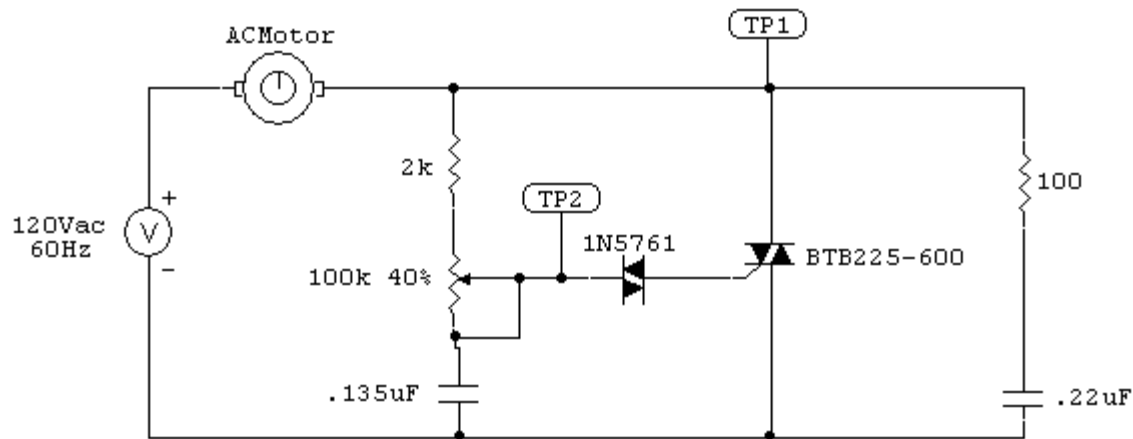 TP1
ACMotor
2k
100
TP2
120Vac
60Hz
+
V
-
1N5761
BTB225-600
100k 40%
.135uF
.22uF